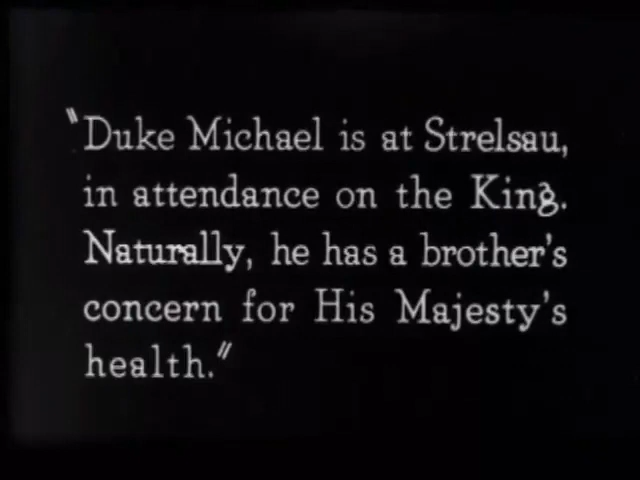 "Duke Michael is at Strelsau,
in attendance on the King.
Naturally, he has a brother's
concern for His Majesty's
health."